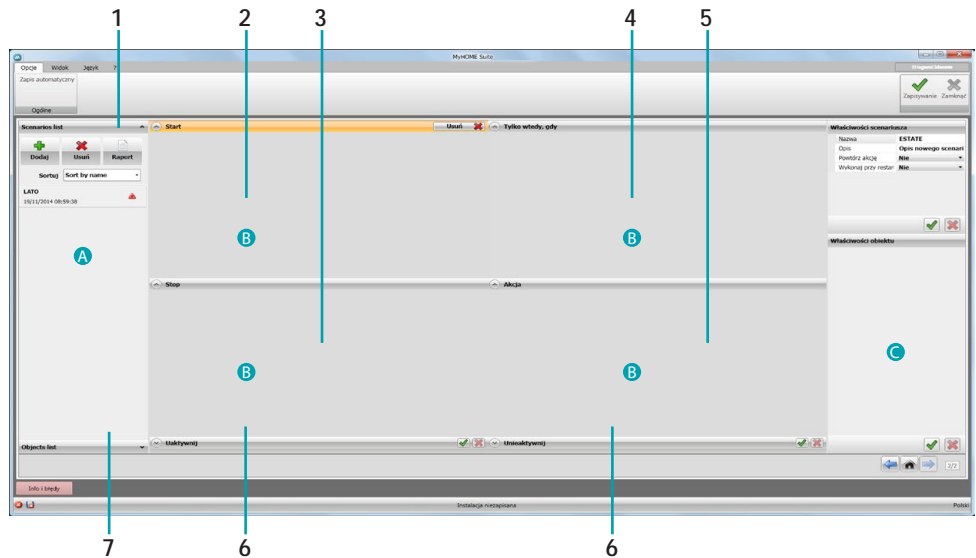 1 2 3 4 5
MyHOME Suite
Opcje Widok Język ?
Zapis automatyczny
Ogólne
Zapisywanie Zamknąć
Scenarios list
Start
Usuń
Tylko wtedy, gdy
Właściwości scenariusza
Dodaj Usuń Raport
Nazwa ESTATE
Opis Opis nowego scenari
Powtórz akcję Nie
Wykonaj przy restar Nie
Sortuj Sort by name
LATO
19/11/2014 08:59:38
A
B
B
Właściwości obiektu
Stop
Akcja
C
B
B
Objects list
Uaktywnij
Unieaktywnij
2/2
Info i błędy
Instalacja niezapisana
Polski
7 6 6